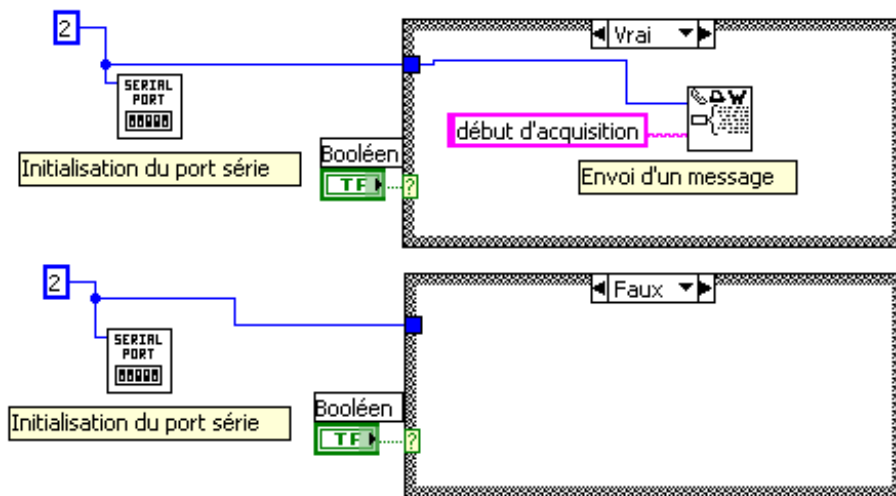 2
Vrai
SERIAL
PORT
début d'acquisition
W
Booléen
Initialisation du port série
TF
?
Envoi d'un message
2
Faux
SERIAL
PORT
Booléen
Initialisation du port série
TF
?